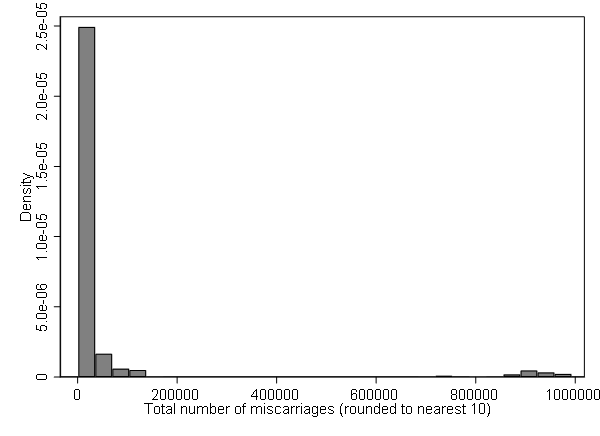 Density
2.5e-05
2.0e-05
1.5e-05
1.0e-05
5.0e-06
0
0 200000 400000 600000 800000 1000000
Total number of miscarriages (rounded to nearest 10)